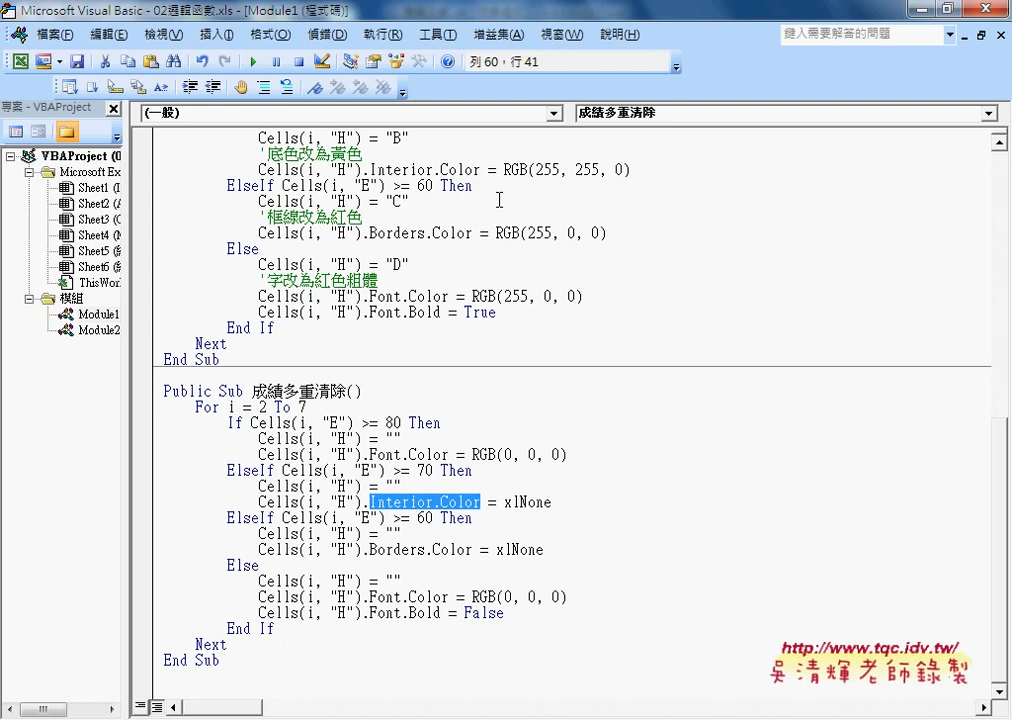 Microsoft Visual Basic - 02邏輯函數.xls - [Module1 (程式碼)]
檔案(F) 編輯(E) 檢視(V) 插入(I) 格式(O) 偵錯(D) 執行(R) 工具(T) 增益集(A) 視窗(W) 說明(H) 鍵入需要解答的問題
列 60，行 41
專案 - VBAProject
(一般) 成績多重清除
VBAProject (0
Microsoft Ex
Sheet1 (I
Sheet2 (
Sheet3 (
Sheet4 (
Sheet5 (
Sheet6 (
ThisWor
模組
Module1
Module2
Cells(i, "H") = "B"
'底色改為黃色
Cells(i, "H").Interior.Color = RGB(255, 255, 0)
ElseIf Cells(i, "E") >= 60 Then
Cells(i, "H") = "C"
'框線改為紅色
Cells(i, "H").Borders.Color = RGB(255, 0, 0)
Else
Cells(i, "H") = "D"
'字改為紅色粗體
Cells(i, "H").Font.Color = RGB(255, 0, 0)
Cells(i, "H").Font.Bold = True
End If
Next
End Sub
Public Sub 成績多重清除()
For i = 2 To 7
If Cells(i, "E") >= 80 Then
Cells(i, "H") = ""
Cells(i, "H").Font.Color = RGB(0, 0, 0)
ElseIf Cells(i, "E") >= 70 Then
Cells(i, "H") = ""
Cells(i, "H").Interior.Color = xlNone
ElseIf Cells(i, "E") >= 60 Then
Cells(i, "H") = ""
Cells(i, "H").Borders.Color = xlNone
Else
Cells(i, "H") = ""
Cells(i, "H").Font.Color = RGB(0, 0, 0)
Cells(i, "H").Font.Bold = False
End If
Next
End Sub
http://www.tqc.idv.tw/
吳清輝老師錄製